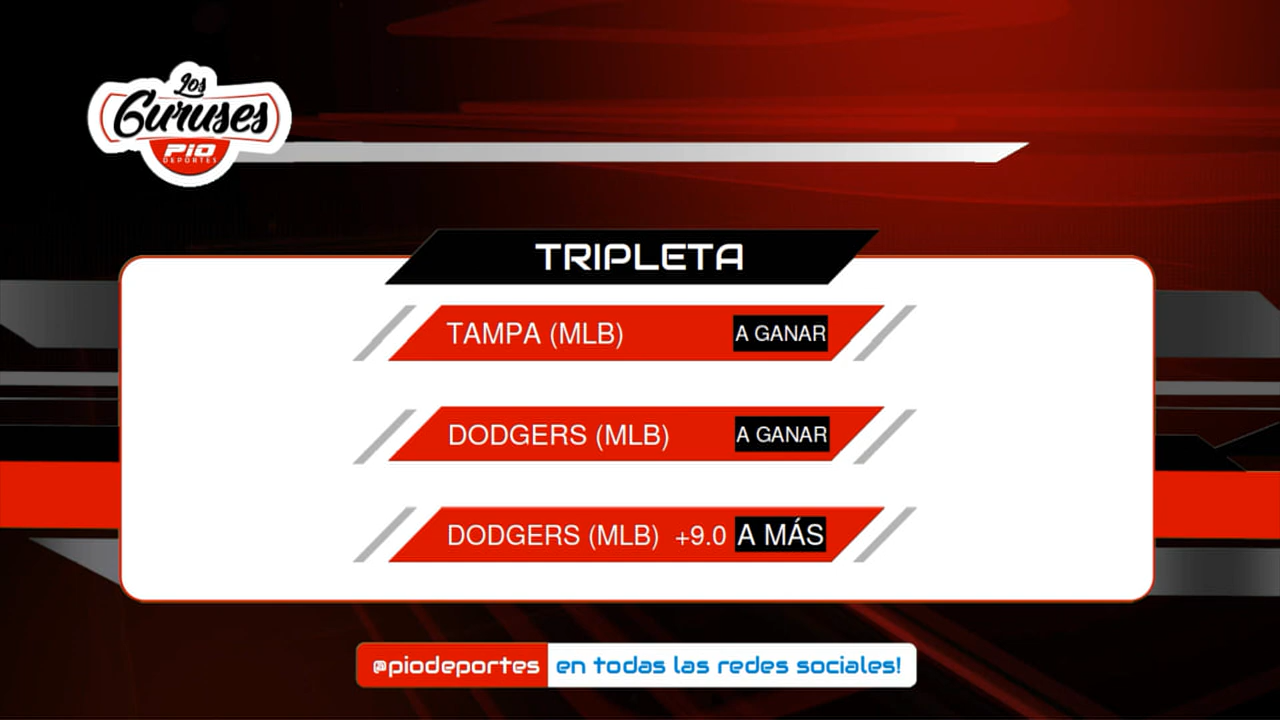 Los
Guruses
PIO
DEPORTES
TRIPLETA
TAMPA (MLB) A GANAR
DODGERS (MLB) A GANAR
DODGERS (MLB) +9.0 A MÁS
@piodeportes en todas las redes sociales!